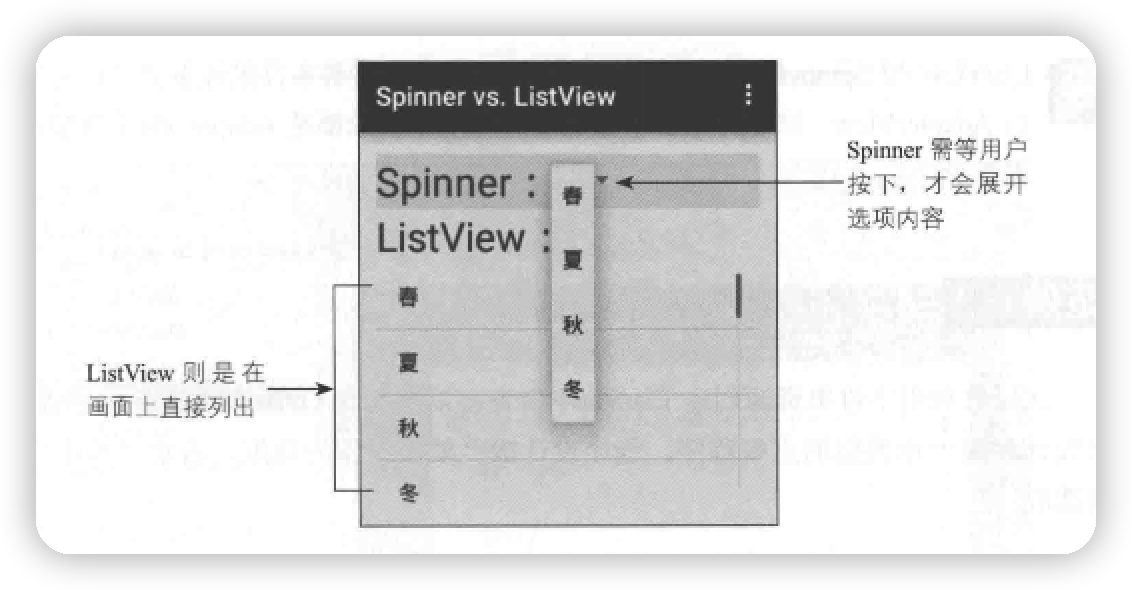 Spinner vs. ListView
Spinner：
春
夏
秋
冬
ListView：
春
夏
秋
冬
Spinner 需等用户
按下，才会展开
选项内容
ListView 则是在
画面上直接列出